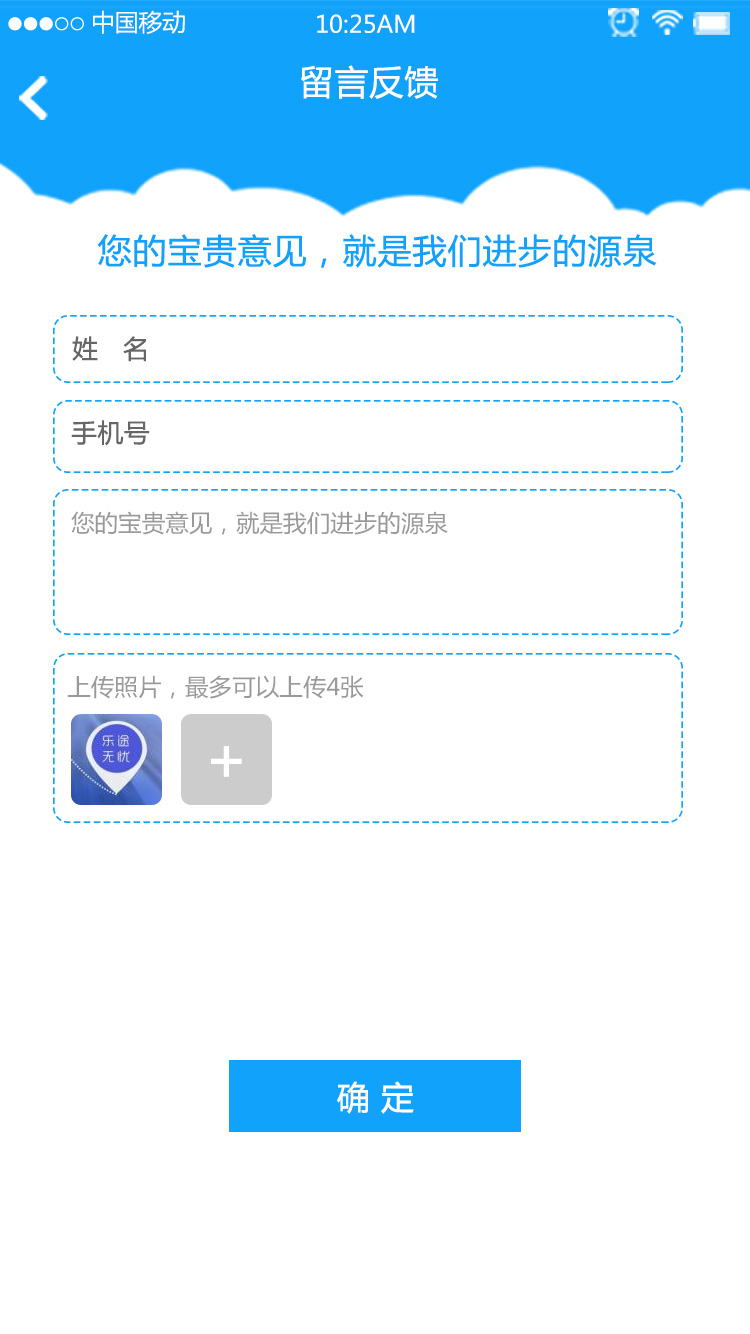 中国移动 10:25AM
留言反馈
您的宝贵意见，就是我们进步的源泉
姓 名
手机号
您的宝贵意见，就是我们进步的源泉
上传照片，最多可以上传4张
乐途
无忧
确 定